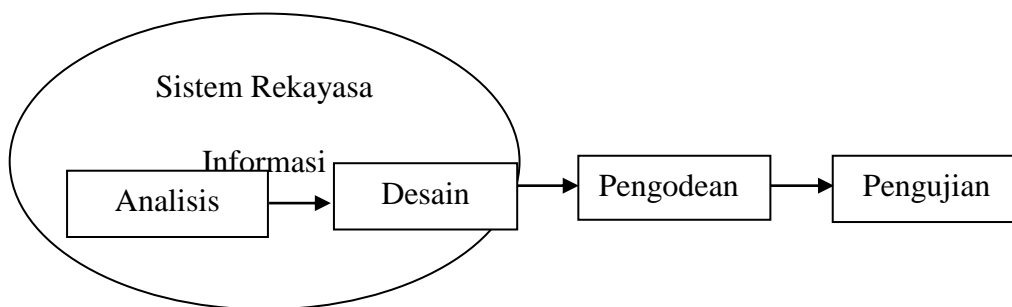 Sistem Rekayasa
Informasi
Analisis
Desain
Pengodean
Pengujian